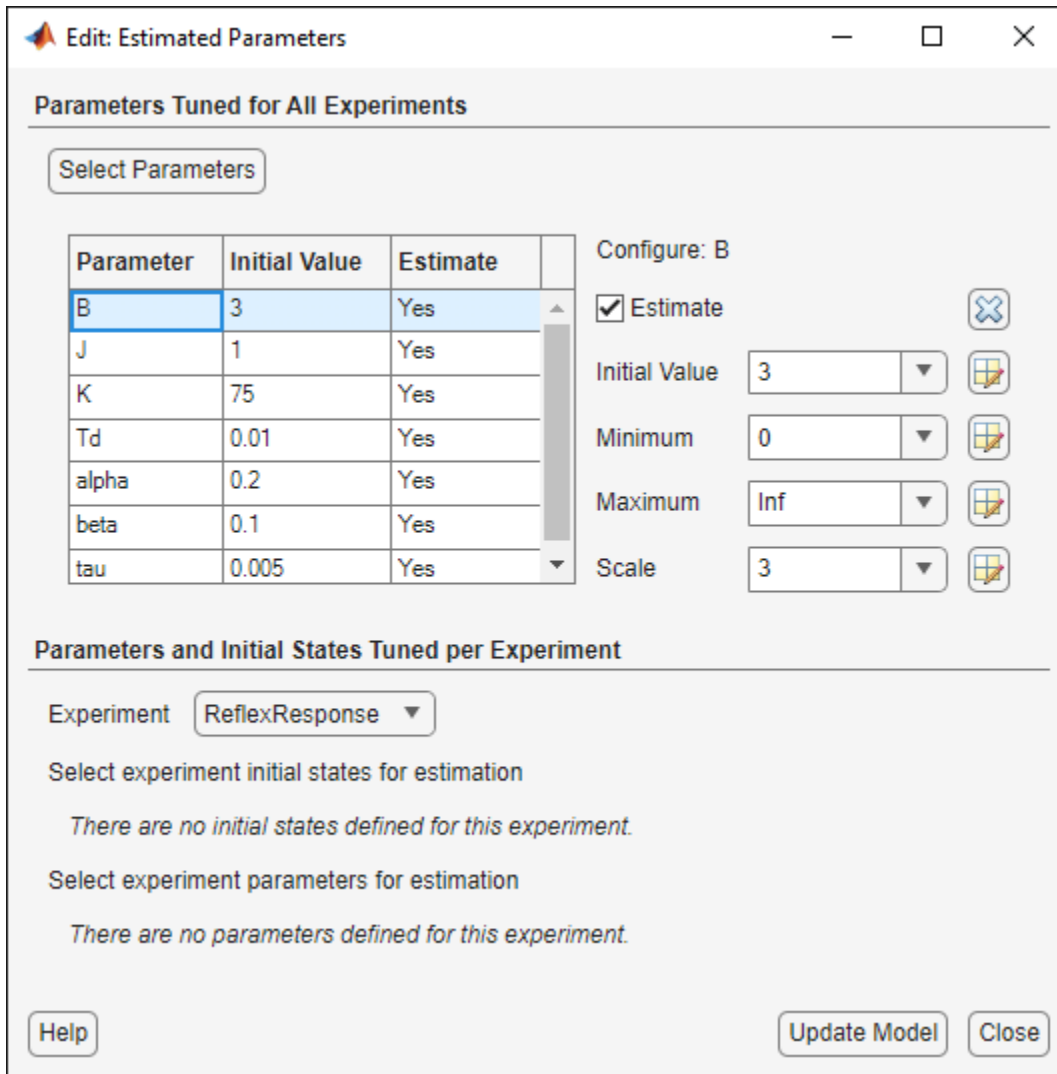 Edit: Estimated Parameters
Parameters Tuned for All Experiments
Select Parameters
Parameter Initial Value Estimate
B 3 Yes
J 1 Yes
K 75 Yes
Td 0.01 Yes
alpha 0.2 Yes
beta 0.1 Yes
tau 0.005 Yes
Configure: B
Estimate
Initial Value 3
Minimum 0
Maximum Inf
Scale 3
Parameters and Initial States Tuned per Experiment
Experiment ReflexResponse
Select experiment initial states for estimation
There are no initial states defined for this experiment.
Select experiment parameters for estimation
There are no parameters defined for this experiment.
Help Update Model Close